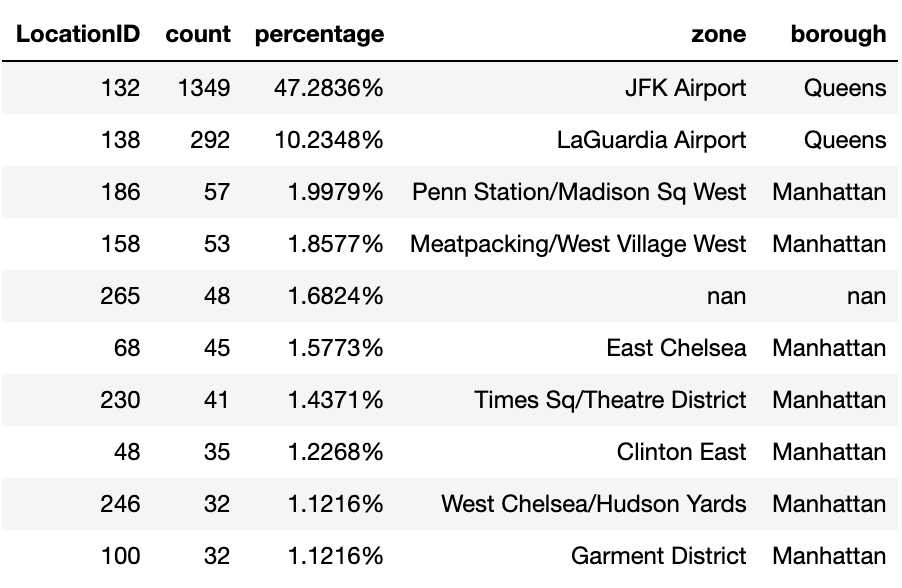 LocationID count percentage zone borough
132 1349 47.2836% JFK Airport Queens
138 292 10.2348% LaGuardia Airport Queens
186 57 1.9979% Penn Station/Madison Sq West Manhattan
158 53 1.8577% Meatpacking/West Village West Manhattan
265 48 1.6824% nan nan
68 45 1.5773% East Chelsea Manhattan
230 41 1.4371% Times Sq/Theatre District Manhattan
48 35 1.2268% Clinton East Manhattan
246 32 1.1216% West Chelsea/Hudson Yards Manhattan
100 32 1.1216% Garment District Manhattan